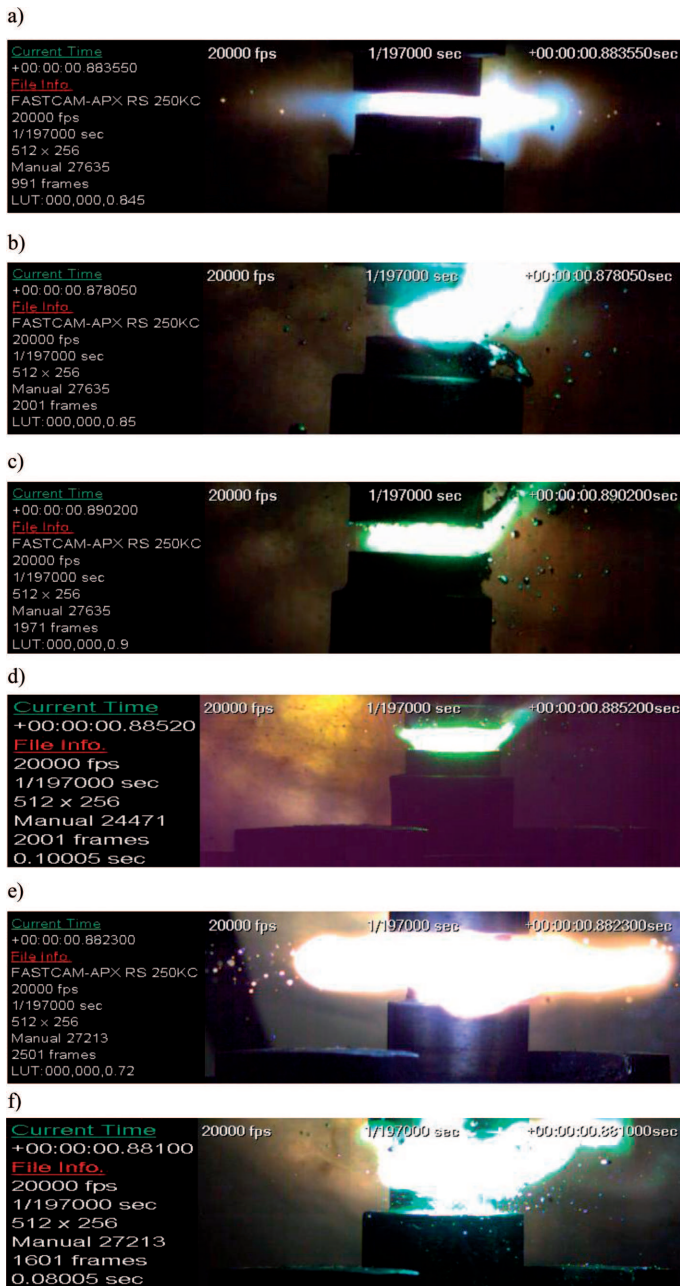 a)
Current Time
+00:00:00.883550
File Info.
FASTCAM-APX RS 250KC
20000 fps
1/197000 sec
512 x 256
Manual 27635
991 frames
LUT:000,000,0.845
20000 fps 1/197000 sec +00:00:00.883550sec
b)
Current Time
+00:00:00.878050
File Info.
FASTCAM-APX RS 250KC
20000 fps
1/197000 sec
512 x 256
Manual 27635
2001 frames
LUT:000,000,0.85
20000 fps 1/197000 sec +00:00:00.878050sec
c)
Current Time
+00:00:00.890200
File Info.
FASTCAM-APX RS 250KC
20000 fps
1/197000 sec
512 x 256
Manual 27635
1971 frames
LUT:000,000,0.9
20000 fps 1/197000 sec +00:00:00.890200sec
d)
Current Time
+00:00:00.88520
File Info.
20000 fps
1/197000 sec
512 x 256
Manual 24471
2001 frames
0.10005 sec
20000 fps 1/197000 sec +00:00:00.885200sec
e)
Current Time
+00:00:00.882300
File Info.
FASTCAM-APX RS 250KC
20000 fps
1/197000 sec
512 x 256
Manual 27213
2501 frames
LUT:000,000,0.72
20000 fps 1/197000 sec +00:00:00.882300sec
f)
Current Time
+00:00:00.88100
File Info.
20000 fps
1/197000 sec
512 x 256
Manual 27213
1601 frames
0.08005 sec
20000 fps 1/197000 sec +00:00:00.881000sec